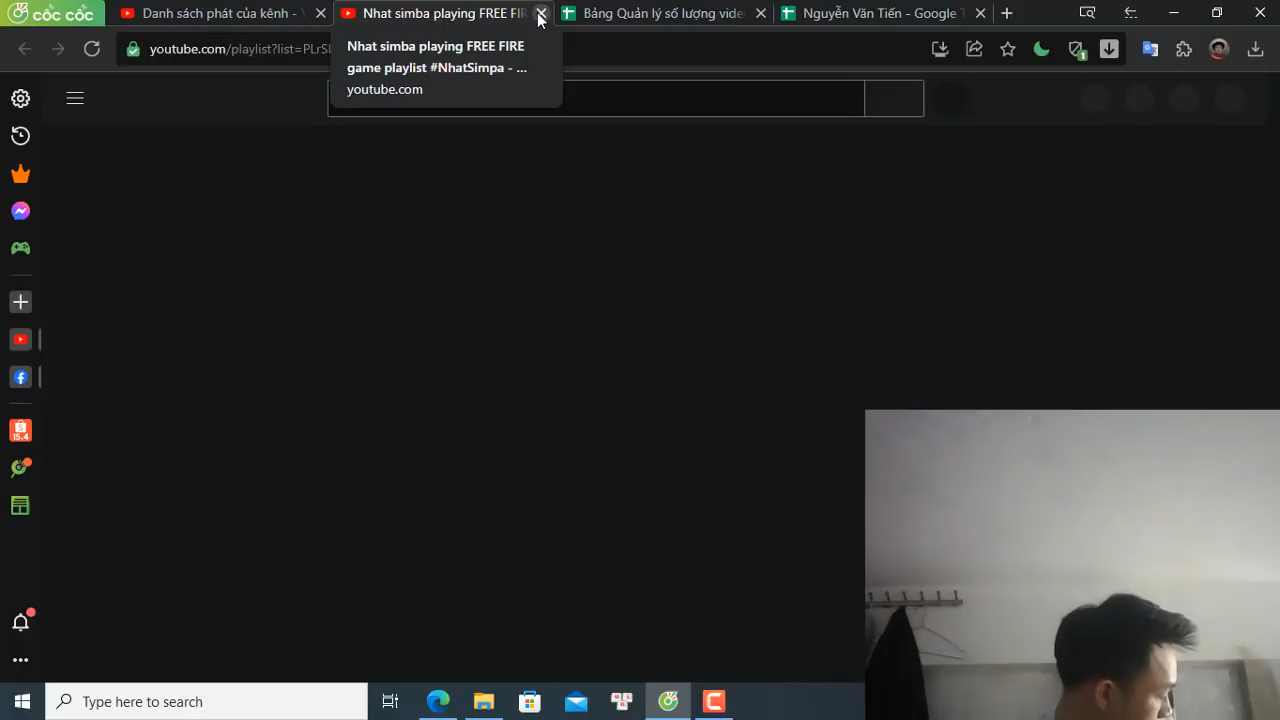 cốc cốc
Danh sách phát của kênh -
Nhat simba playing FREE FIR
Bảng Quản lý số lượng vide
Nguyễn Văn Tiến - Google T
youtube.com/playlist?list=PLrSI
1
Nhat simba playing FREE FIRE
game playlist #NhatSimpa - ...
youtube.com
15.4
Type here to search